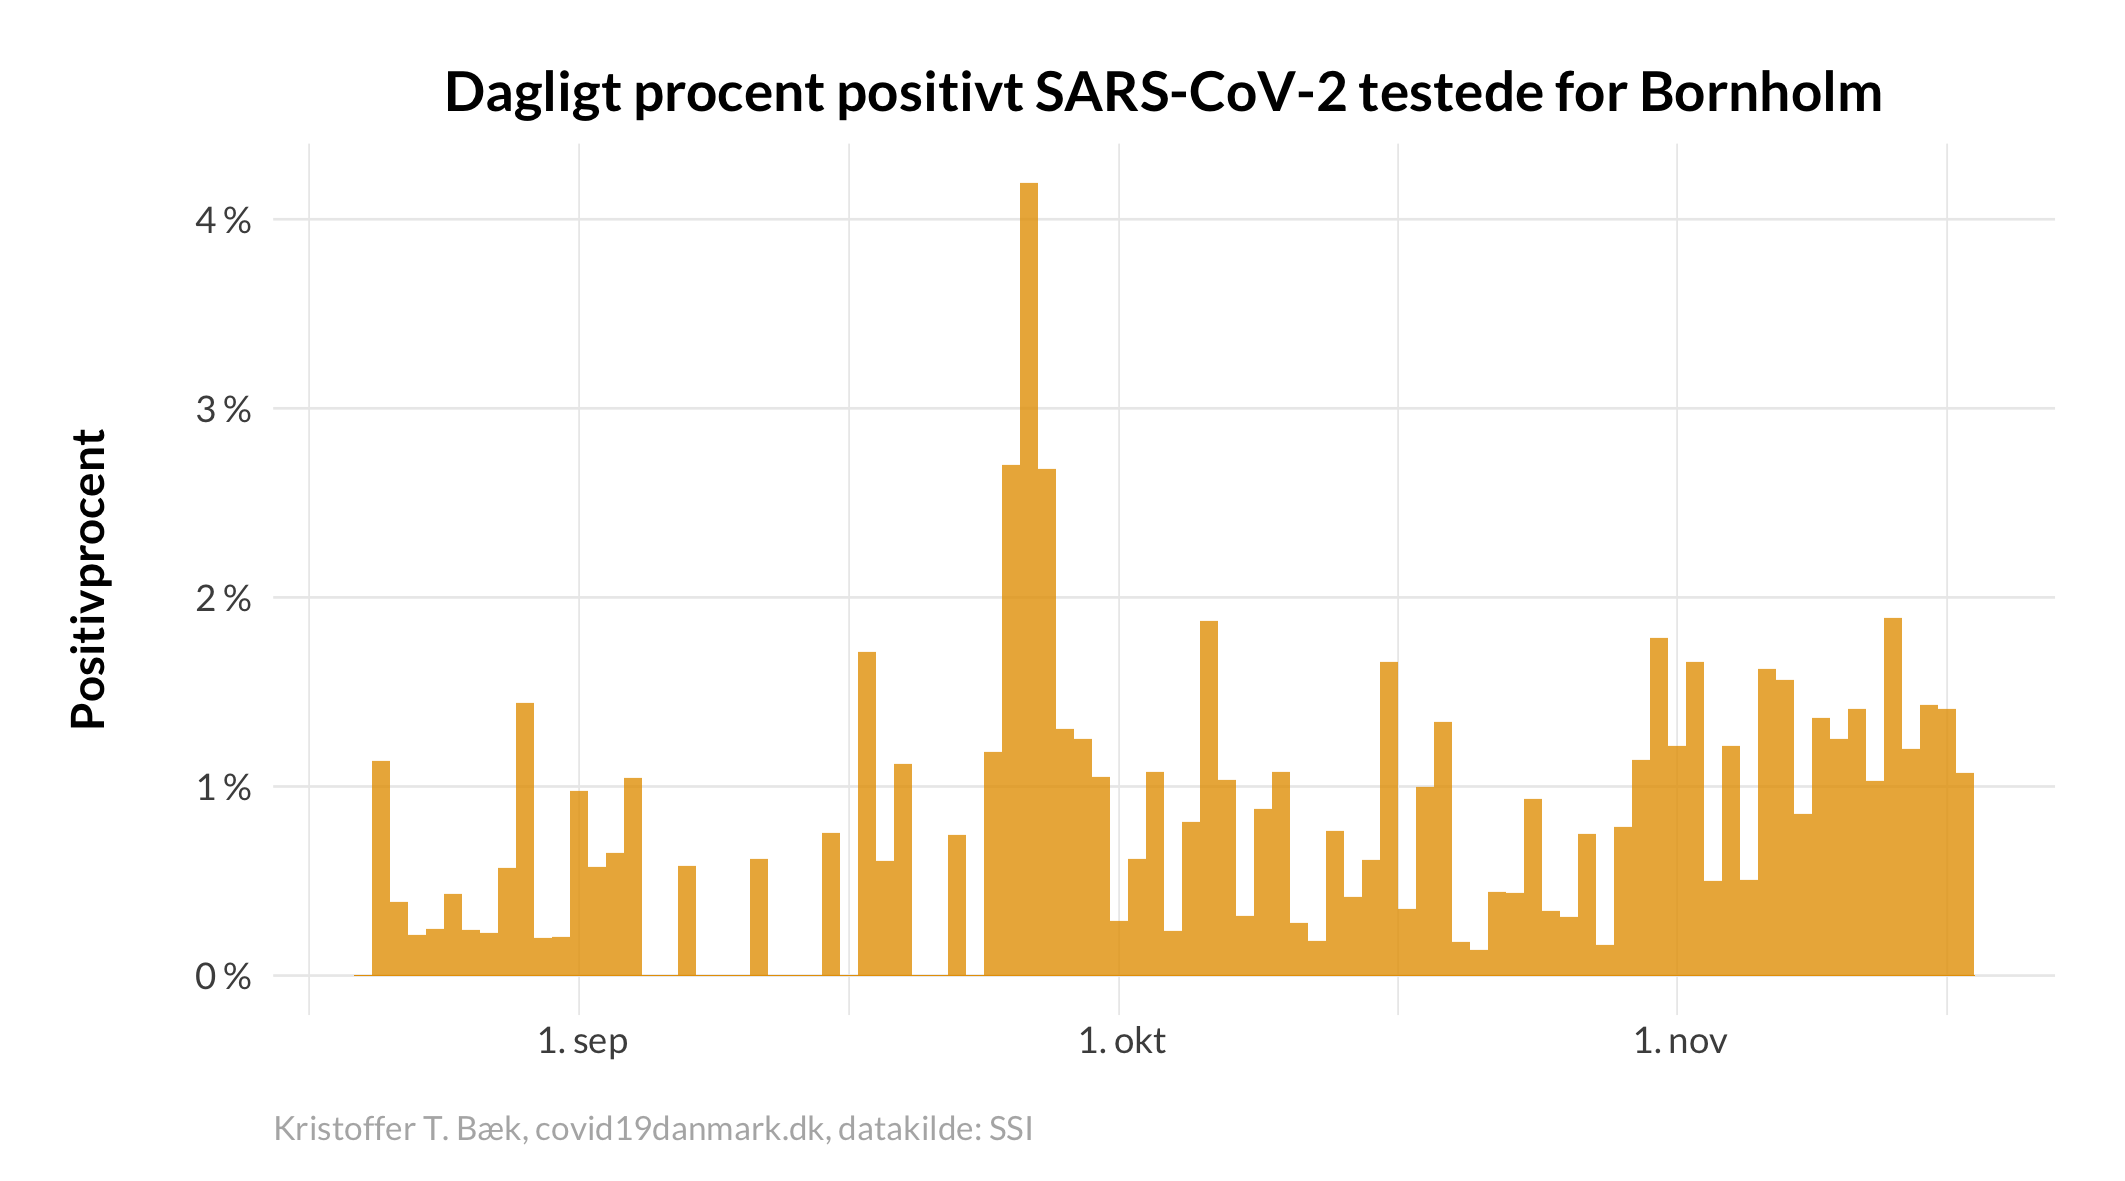 Dagligt procent positivt SARS-CoV-2 testede for Bornholm
Positivprocent
4 %
3 %
2 %
1 %
0 %
1. sep
1. okt
1. nov
Kristoffer T. Bæk, covid19danmark.dk, datakilde: SSI